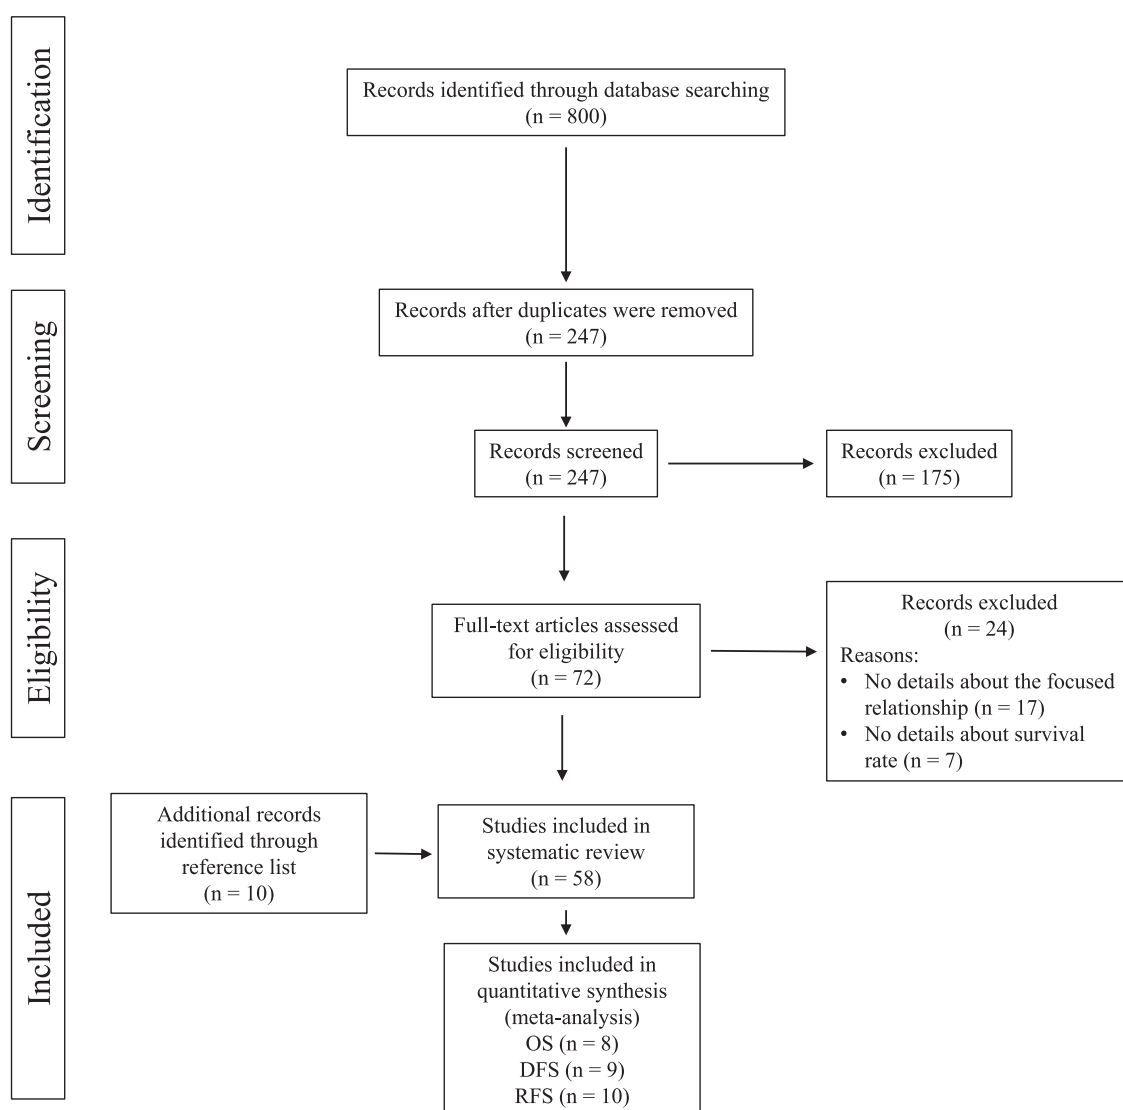 Identification
Records identified through database searching
(n = 800)
Screening
Records after duplicates were removed
(n = 247)
Records screened
(n = 247)
Records excluded
(n = 175)
Eligibility
Full-text articles assessed
for eligibility
(n = 72)
Records excluded
(n = 24)
Reasons:
• No details about the focused
relationship (n = 17)
• No details about survival
rate (n = 7)
Included
Additional records
identified through
reference list
(n = 10)
Studies included in
systematic review
(n = 58)
Studies included in
quantitative synthesis
(meta-analysis)
OS (n = 8)
DFS (n = 9)
RFS (n = 10)